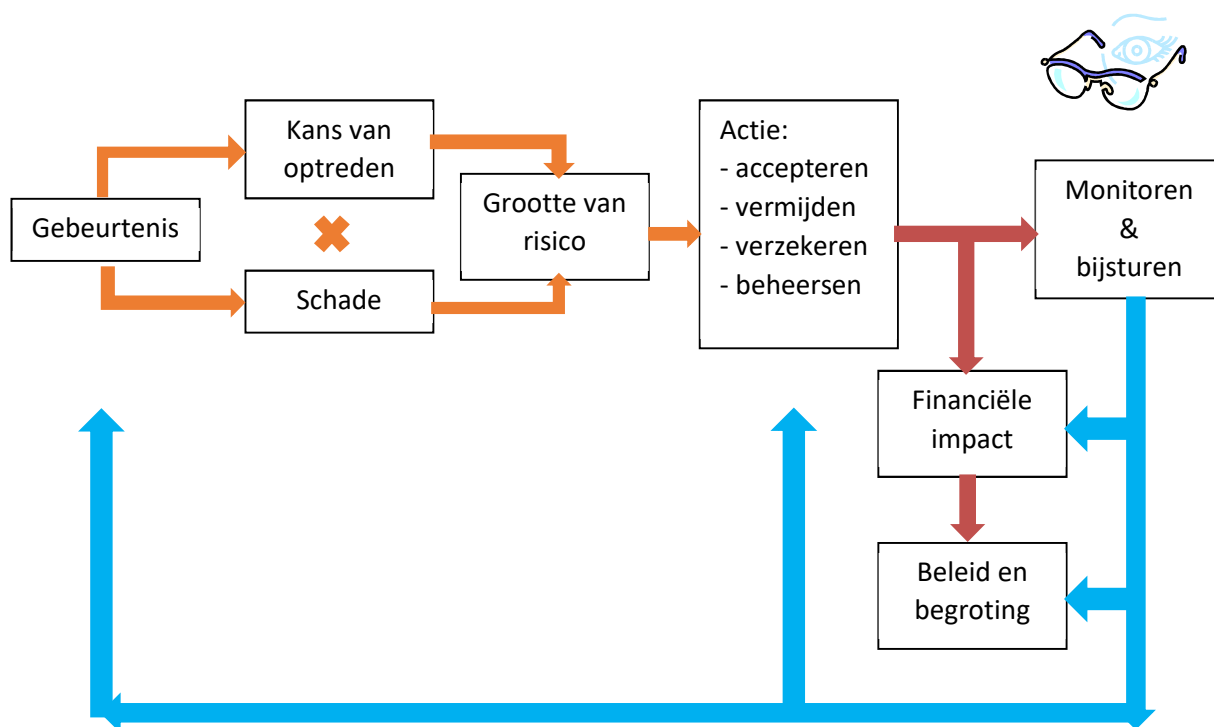 Gebeurtenis
Kans van
optreden
Schade
Grootte van
risico
Actie:
- accepteren
- vermijden
- verzekeren
- beheersen
Monitoren
&
bijsturen
Financiële
impact
Beleid en
begroting